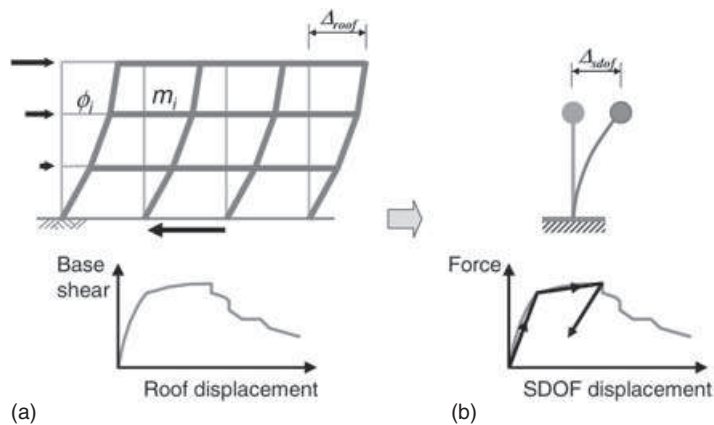 Δroof
ϕi
mi
Base
shear
Roof displacement
(a)
Δsdof
Force
SDOF displacement
(b)